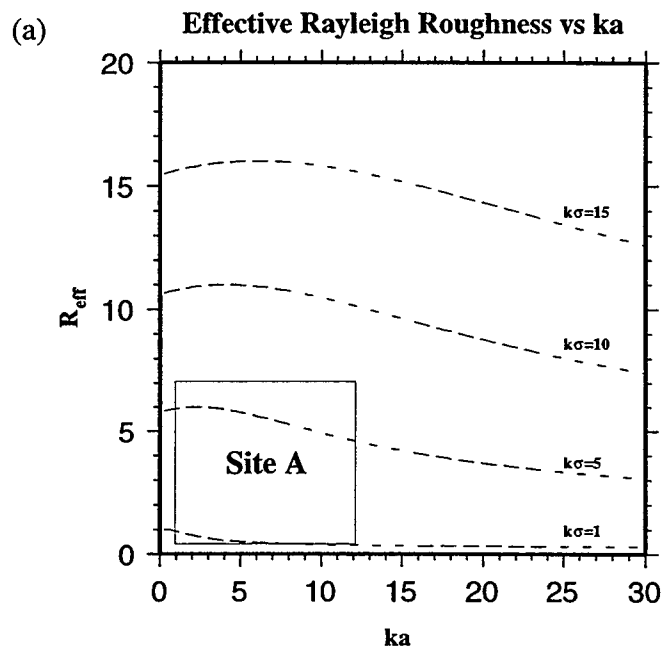 (a)
Effective Rayleigh Roughness vs ka
20
15
10
5
0
R_eff
kσ=15
kσ=10
kσ=5
kσ=1
Site A
0 5 10 15 20 25 30
ka